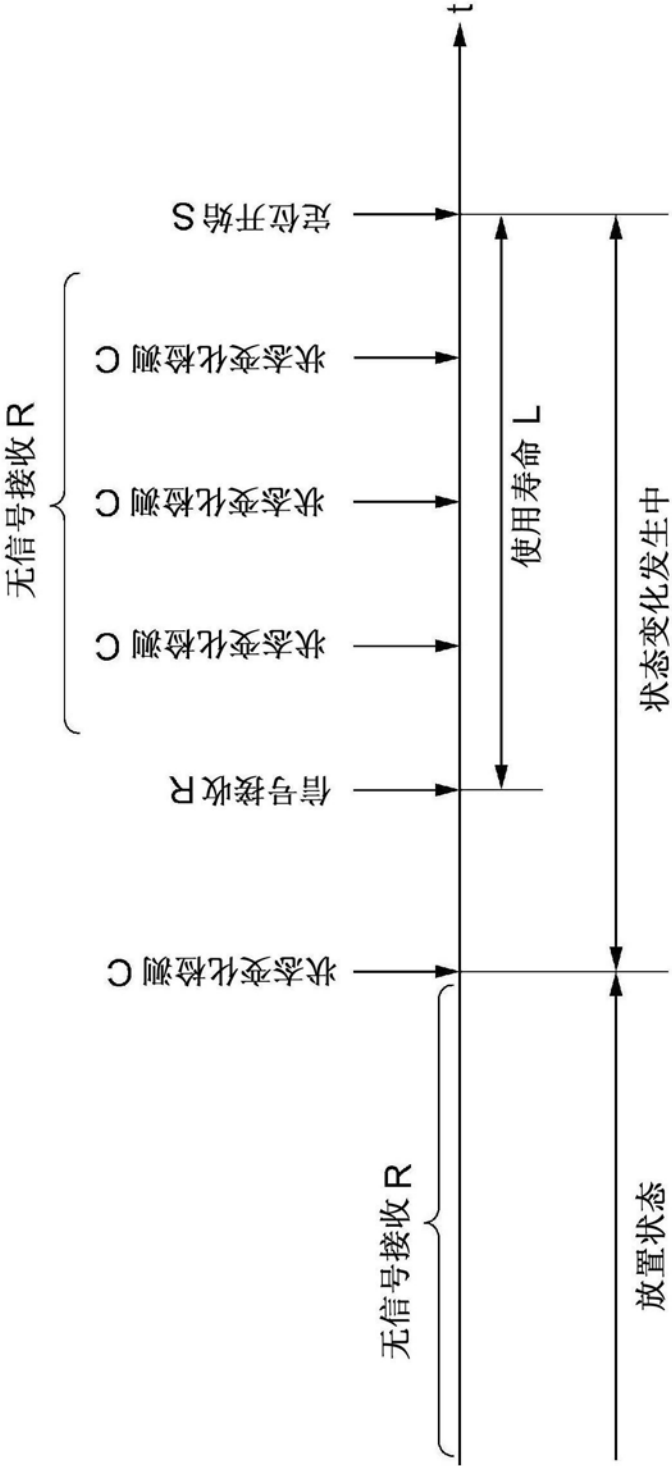 无信号接收 R
状态变化检测 C
信号接收 R
无信号接收 R
状态变化检测 C
状态变化检测 C
状态变化检测 C
定位开始 S
t
使用寿命 L
放置状态
状态变化发生中